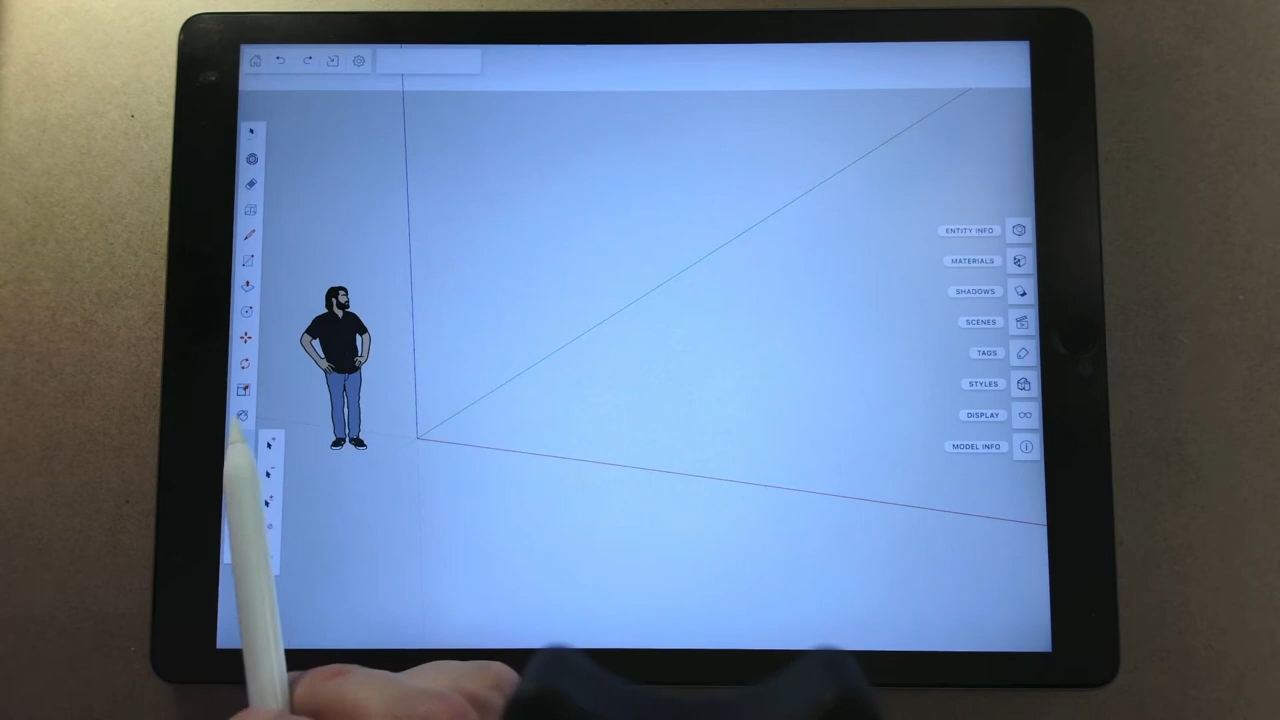 ENTITY INFO
MATERIALS
SHADOWS
SCENES
TAGS
STYLES
DISPLAY
MODEL INFO